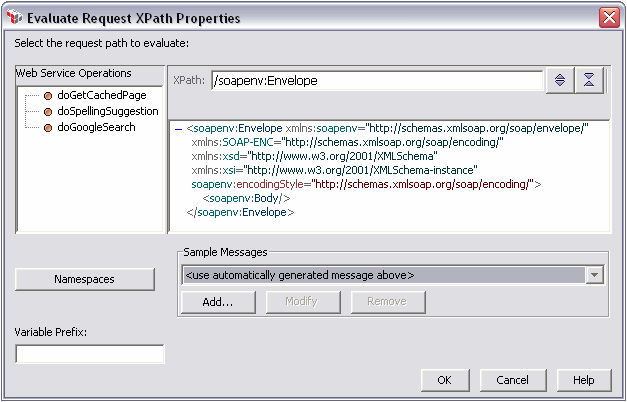 Evaluate Request XPath Properties
Select the request path to evaluate:
Web Service Operations
doGetCachedPage
doSpellingSuggestion
doGoogleSearch
XPath: /soapenv:Envelope
<soapenv:Envelope xmlns:soapenv="http://schemas.xmlsoap.org/soap/envelope/"
xmlns:SOAP-ENC="http://schemas.xmlsoap.org/soap/encoding/"
xmlns:xsd="http://www.w3.org/2001/XMLSchema"
xmlns:xsi="http://www.w3.org/2001/XMLSchema-instance"
soapenv:encodingStyle="http://schemas.xmlsoap.org/soap/encoding/">
<soapenv:Body/>
</soapenv:Envelope>
Namespaces
Sample Messages
<use automatically generated message above>
Add... Modify Remove
Variable Prefix:
OK Cancel Help